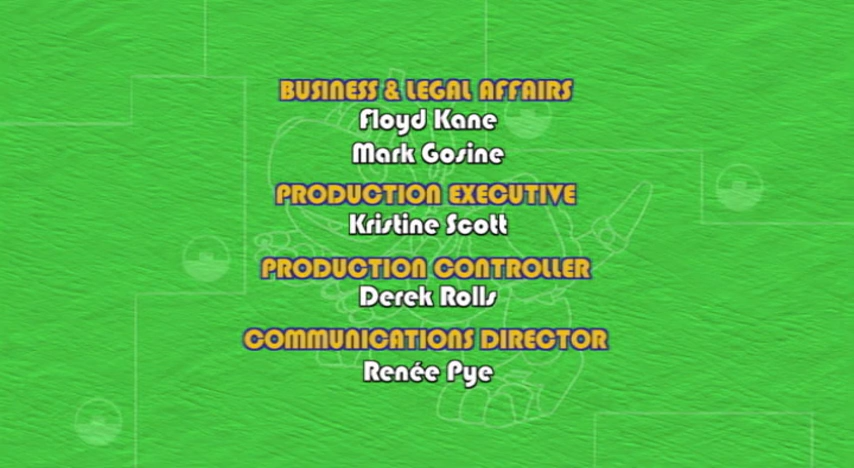 BUSINESS & LEGAL AFFAIRS
Floyd Kane
Mark Gosine
PRODUCTION EXECUTIVE
Kristine Scott
PRODUCTION CONTROLLER
Derek Rolls
COMMUNICATIONS DIRECTOR
Renée Pye